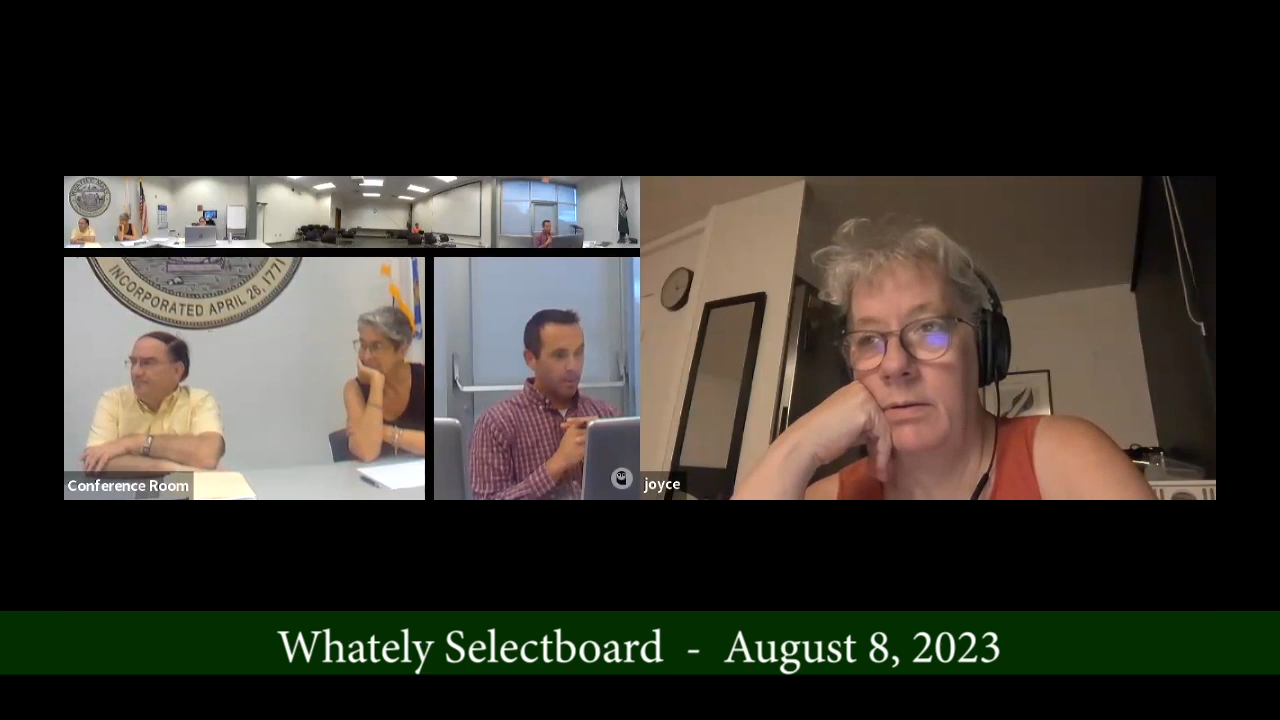 INCORPORATED APRIL 26, 1771
Conference Room
joyce
Whately Selectboard - August 8, 2023